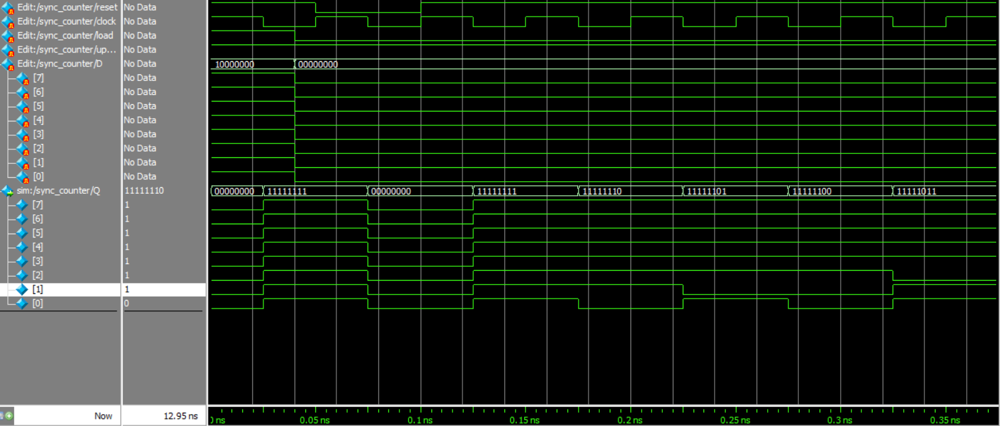 Edit:/sync_counter/reset No Data
Edit:/sync_counter/clock No Data
Edit:/sync_counter/load No Data
Edit:/sync_counter/up... No Data
Edit:/sync_counter/D No Data 10000000 00000000
[7] No Data
[6] No Data
[5] No Data
[4] No Data
[3] No Data
[2] No Data
[1] No Data
[0] No Data
sim:/sync_counter/Q 11111110 00000000 11111111 00000000 11111111 11111110 11111101 11111100 11111011
[7] 1
[6] 1
[5] 1
[4] 1
[3] 1
[2] 1
[1] 1
[0] 0
Now 12.95 ns
0 ns 0.05 ns 0.1 ns 0.15 ns 0.2 ns 0.25 ns 0.3 ns 0.35 ns